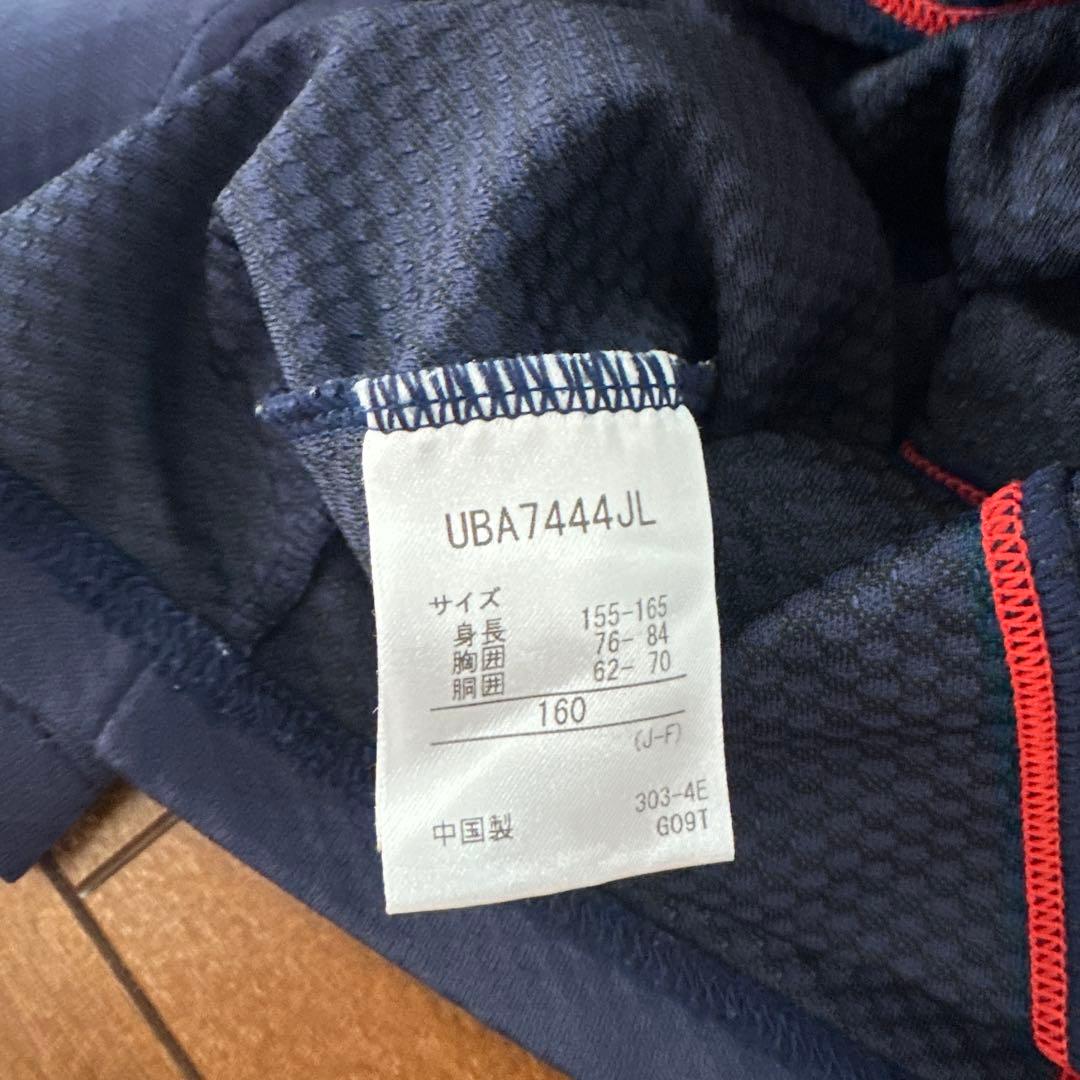 UBA7444JL
サイズ
身長 155-165
胸囲 76- 84
胴囲 62- 70
160
(J-F)
303-4E
中国製 G09T